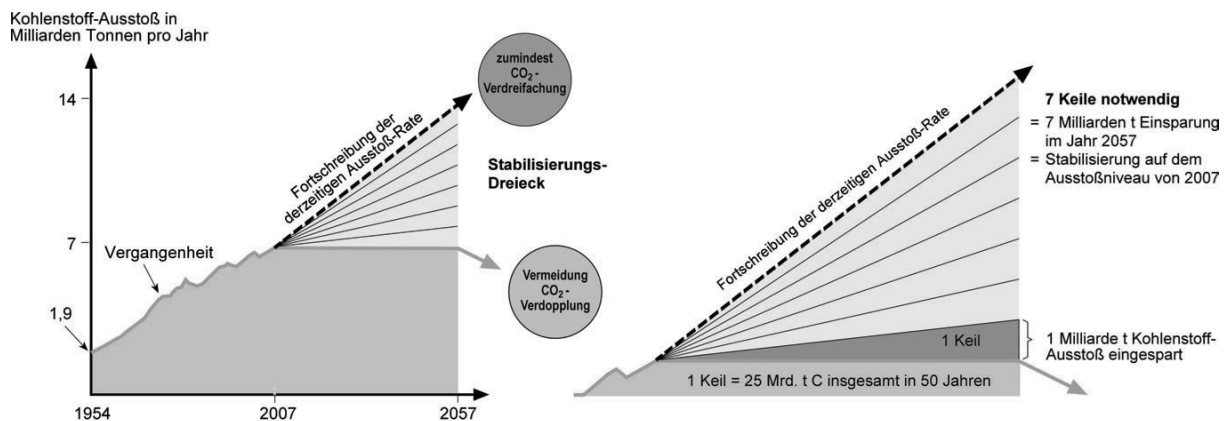 Kohlenstoff-Ausstoß in
Milliarden Tonnen pro Jahr
14
7
1,9
1954
2007
2057
Vergangenheit
Fortschreibung der
derzeitigen Ausstoß-Rate
zumindest
CO₂-
Verdreifachung
Stabilisierungs-
Dreieck
Vermeidung
CO₂-
Verdopplung
Fortschreibung der derzeitigen Ausstoß-Rate
7 Keile notwendig
= 7 Milliarden t Einsparung
im Jahr 2057
= Stabilisierung auf dem
Ausstoßniveau von 2007
1 Keil
1 Milliarde t Kohlenstoff-
Ausstoß eingespart
1 Keil = 25 Mrd. t C insgesamt in 50 Jahren